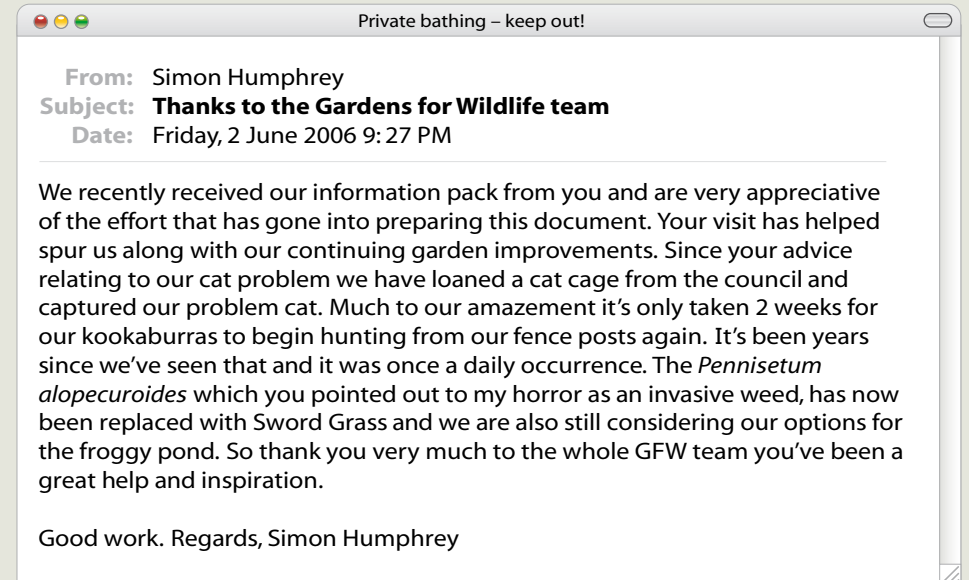 Private bathing – keep out!
From: Simon Humphrey
Subject: Thanks to the Gardens for Wildlife team
Date: Friday, 2 June 2006 9: 27 PM
We recently received our information pack from you and are very appreciative
of the effort that has gone into preparing this document. Your visit has helped
spur us along with our continuing garden improvements. Since your advice
relating to our cat problem we have loaned a cat cage from the council and
captured our problem cat. Much to our amazement it's only taken 2 weeks for
our kookaburras to begin hunting from our fence posts again. It's been years
since we've seen that and it was once a daily occurrence. The Pennisetum
alopecuroides which you pointed out to my horror as an invasive weed, has now
been replaced with Sword Grass and we are also still considering our options for
the froggy pond. So thank you very much to the whole GFW team you've been a
great help and inspiration.
Good work. Regards, Simon Humphrey